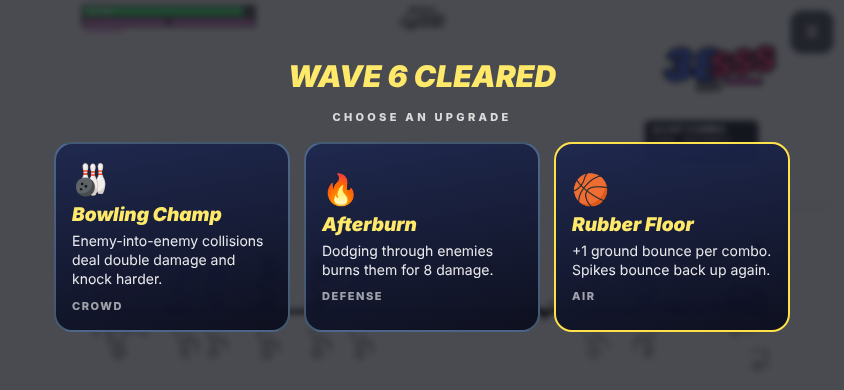 WAVE 6 CLEARED
CHOOSE AN UPGRADE
Bowling Champ
Enemy-into-enemy collisions
deal double damage and
knock harder.
CROWD
Afterburn
Dodging through enemies
burns them for 8 damage.
DEFENSE
Rubber Floor
+1 ground bounce per combo.
Spikes bounce back up again.
AIR